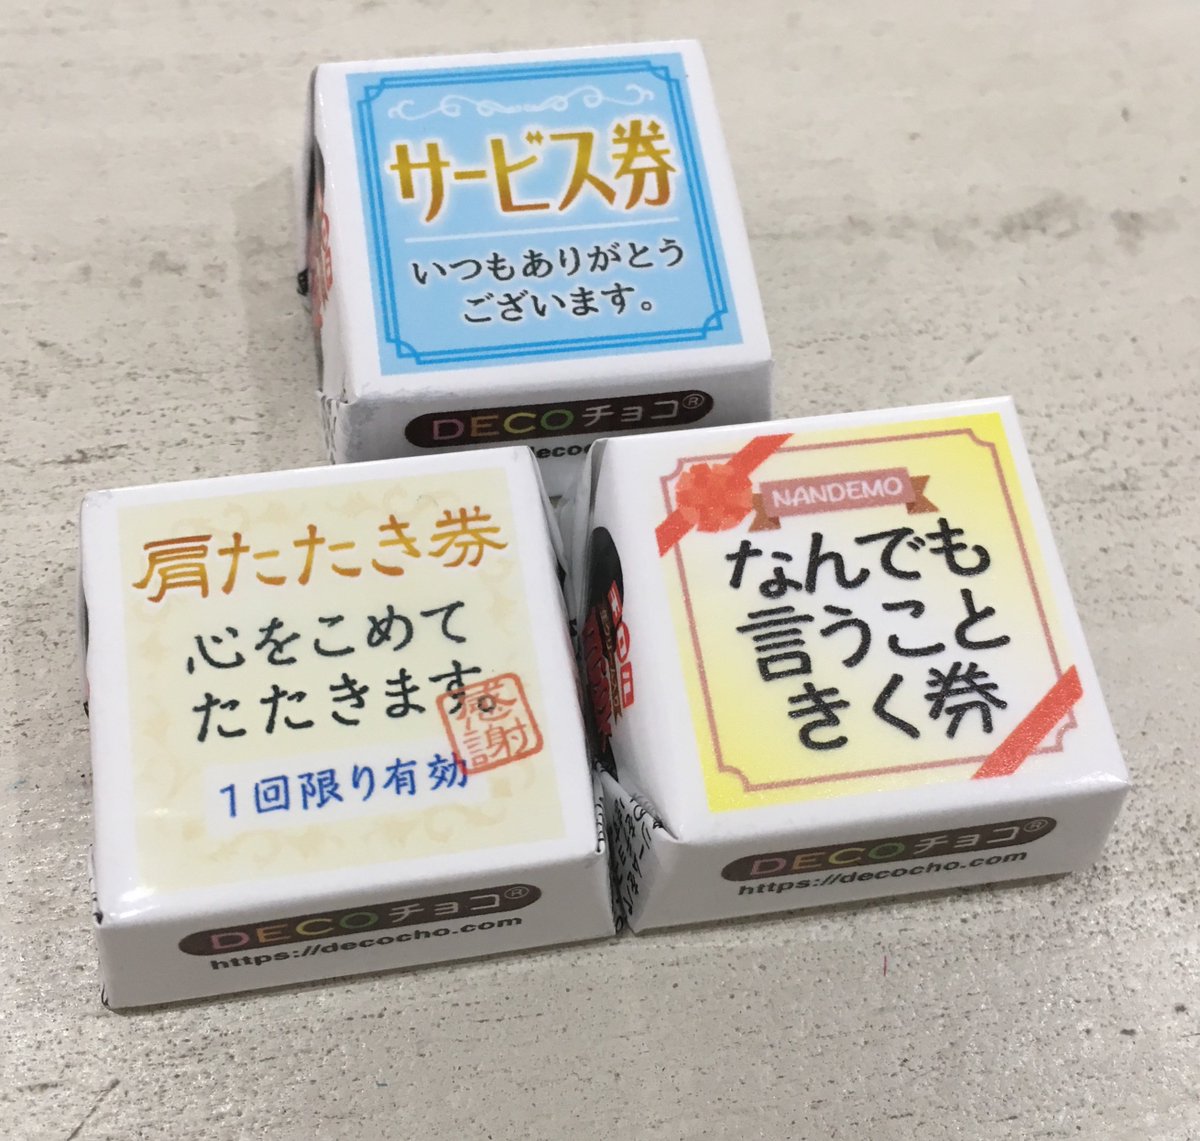 サービス券
いつもありがとう
ございます。
DECOチョコ®
肩たたき券
心をこめて
たたきます。
感謝
1回限り有効
DECOチョコ®
https://decocho.com
NANDEMO
なんでも
言うこと
きく券
DECOチョコ®
https://decocho.com